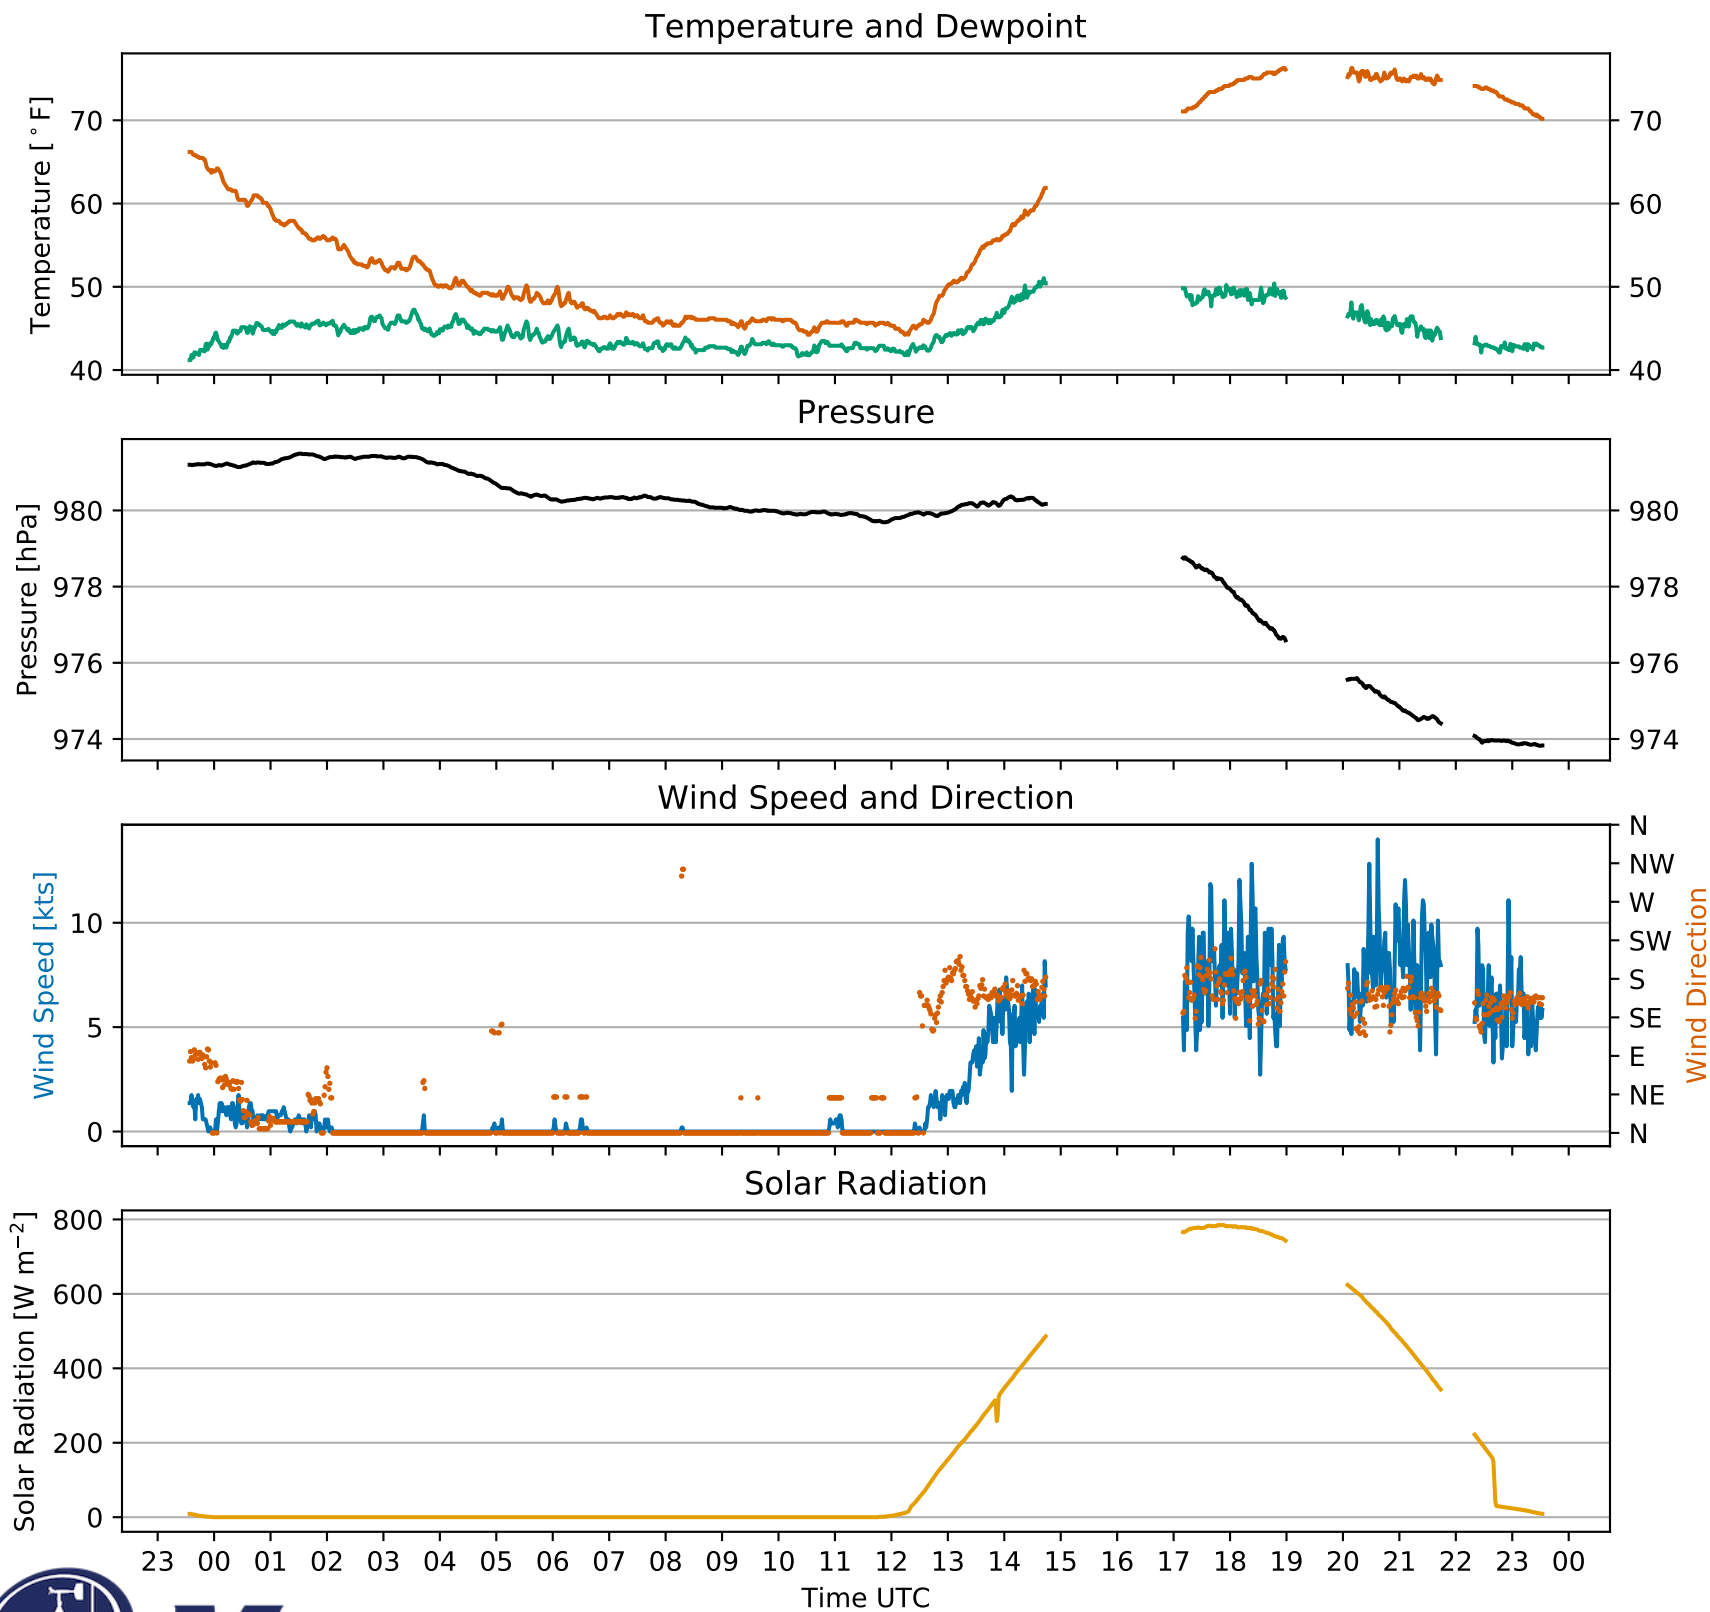 Temperature and Dewpoint
Temperature [°F]
70
60
50
40
70
60
50
40
Pressure
Pressure [hPa]
980
978
976
974
980
978
976
974
Wind Speed and Direction
Wind Speed [kts]
10
5
0
N
NW
W
SW
S
SE
E
NE
N
Wind Direction
Solar Radiation
Solar Radiation [W m⁻²]
800
600
400
200
0
23 00 01 02 03 04 05 06 07 08 09 10 11 12 13 14 15 16 17 18 19 20 21 22 23 00
Time UTC